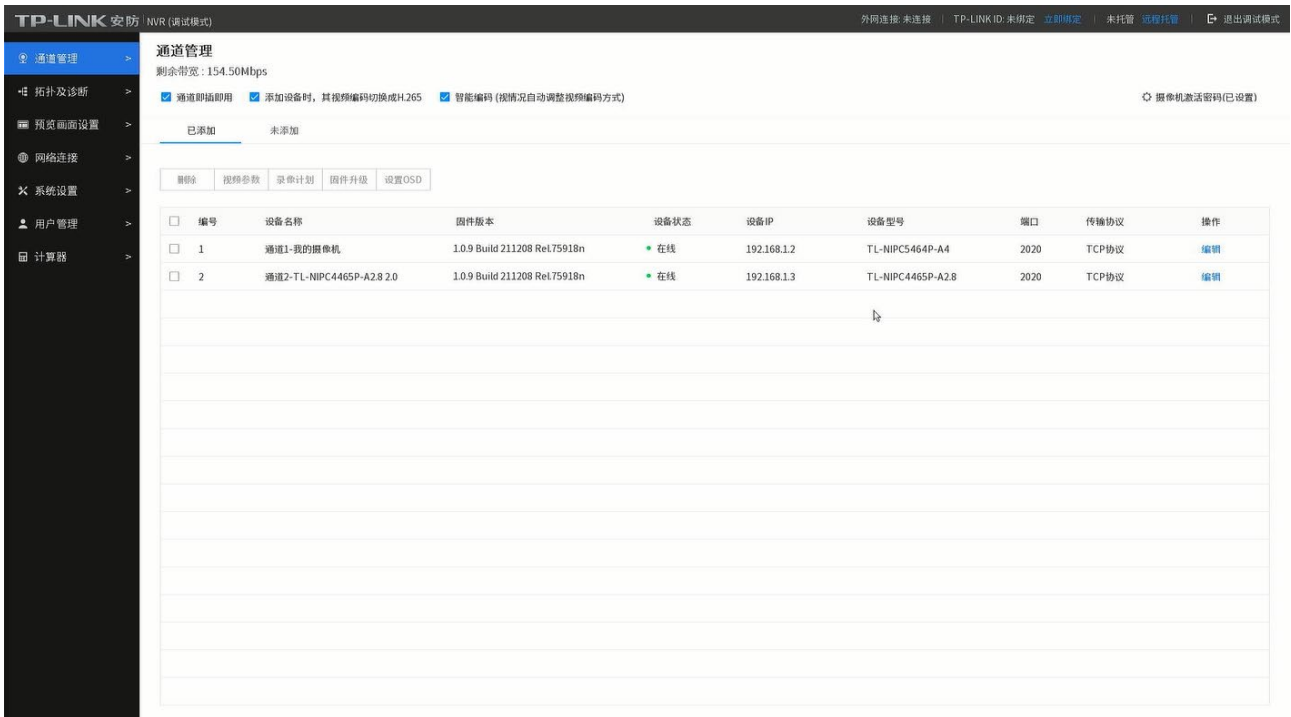 TP-LINK 安防 NVR (调试模式) 外网连接: 未连接 | TP-LINK ID: 未绑定 立即绑定 | 未托管 远程托管 | 退出调试模式
通道管理 >
拓扑及诊断 >
预览画面设置 >
网络连接 >
系统设置 >
用户管理 >
计算器 >
通道管理
剩余带宽 : 154.50Mbps
通道即插即用 添加设备时，其视频编码切换成H.265 智能编码 (视情况自动调整视频编码方式) 摄像机激活密码(已设置)
已添加 未添加
删除 视频参数 录像计划 固件升级 设置OSD
编号 设备名称 固件版本 设备状态 设备IP 设备型号 端口 传输协议 操作
1 通道1-我的摄像机 1.0.9 Build 211208 Rel.75918n 在线 192.168.1.2 TL-NIPC5464P-A4 2020 TCP协议 编辑
2 通道2-TL-NIPC4465P-A2.8 2.0 1.0.9 Build 211208 Rel.75918n 在线 192.168.1.3 TL-NIPC4465P-A2.8 2020 TCP协议 编辑